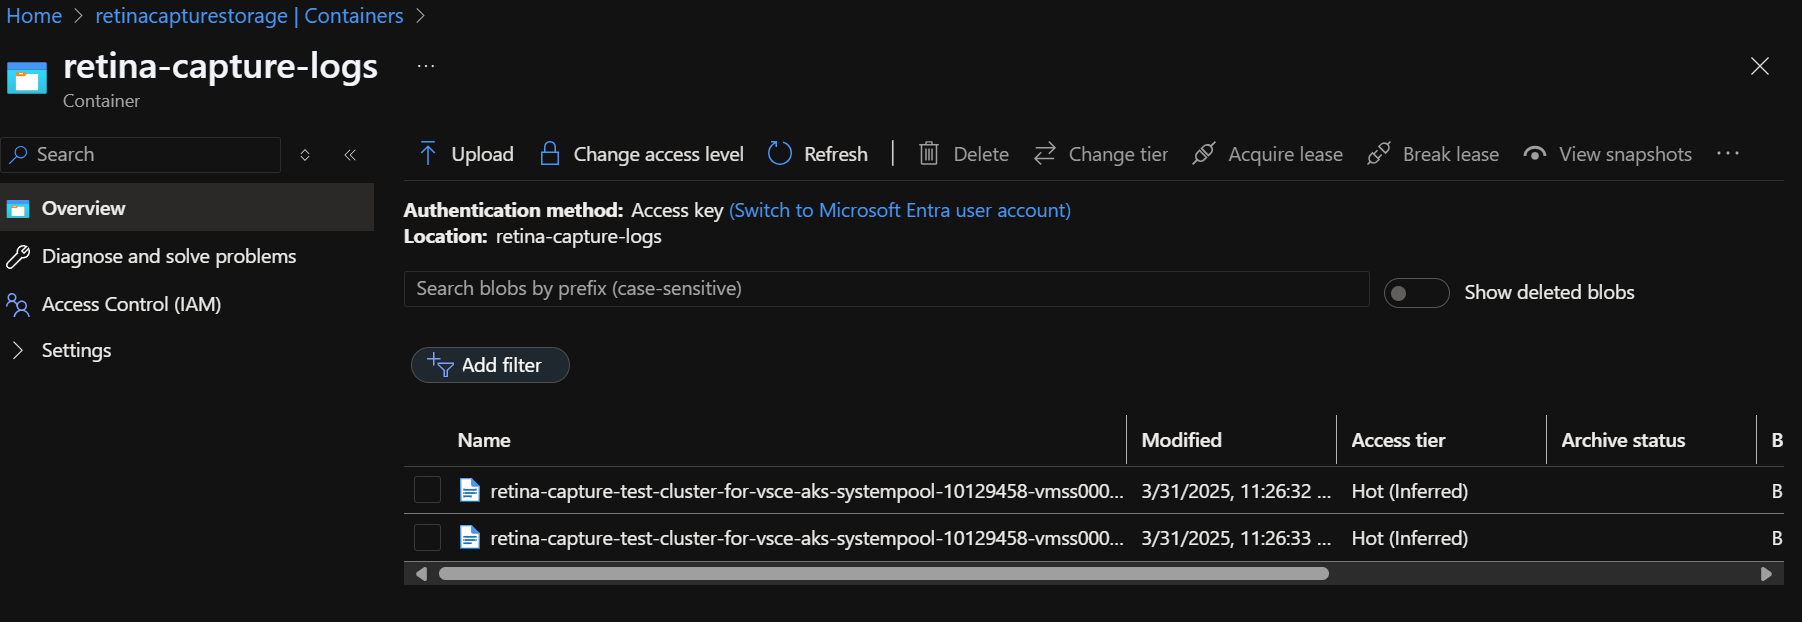 Home > retinacapturestorage | Containers >
retina-capture-logs ...
Container
Search
Overview
Diagnose and solve problems
Access Control (IAM)
Settings
Upload Change access level Refresh | Delete Change tier Acquire lease Break lease View snapshots ...
Authentication method: Access key (Switch to Microsoft Entra user account)
Location: retina-capture-logs
Search blobs by prefix (case-sensitive)
Show deleted blobs
Add filter
Name Modified Access tier Archive status B
retina-capture-test-cluster-for-vsce-aks-systempool-10129458-vmss000... 3/31/2025, 11:26:32 ... Hot (Inferred) B
retina-capture-test-cluster-for-vsce-aks-systempool-10129458-vmss000... 3/31/2025, 11:26:33 ... Hot (Inferred) B